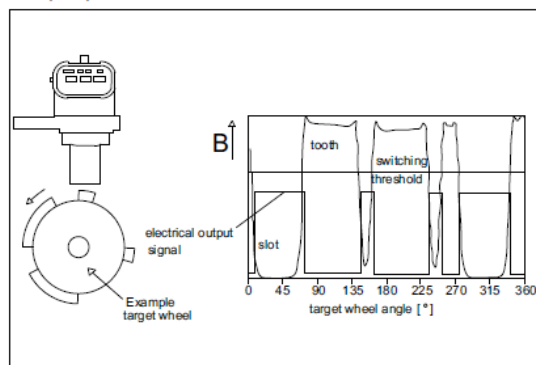 B
tooth
switching
threshold
electrical output
signal
slot
Example
target wheel
0 45 90 135 180 225 270 315 360
target wheel angle [°]